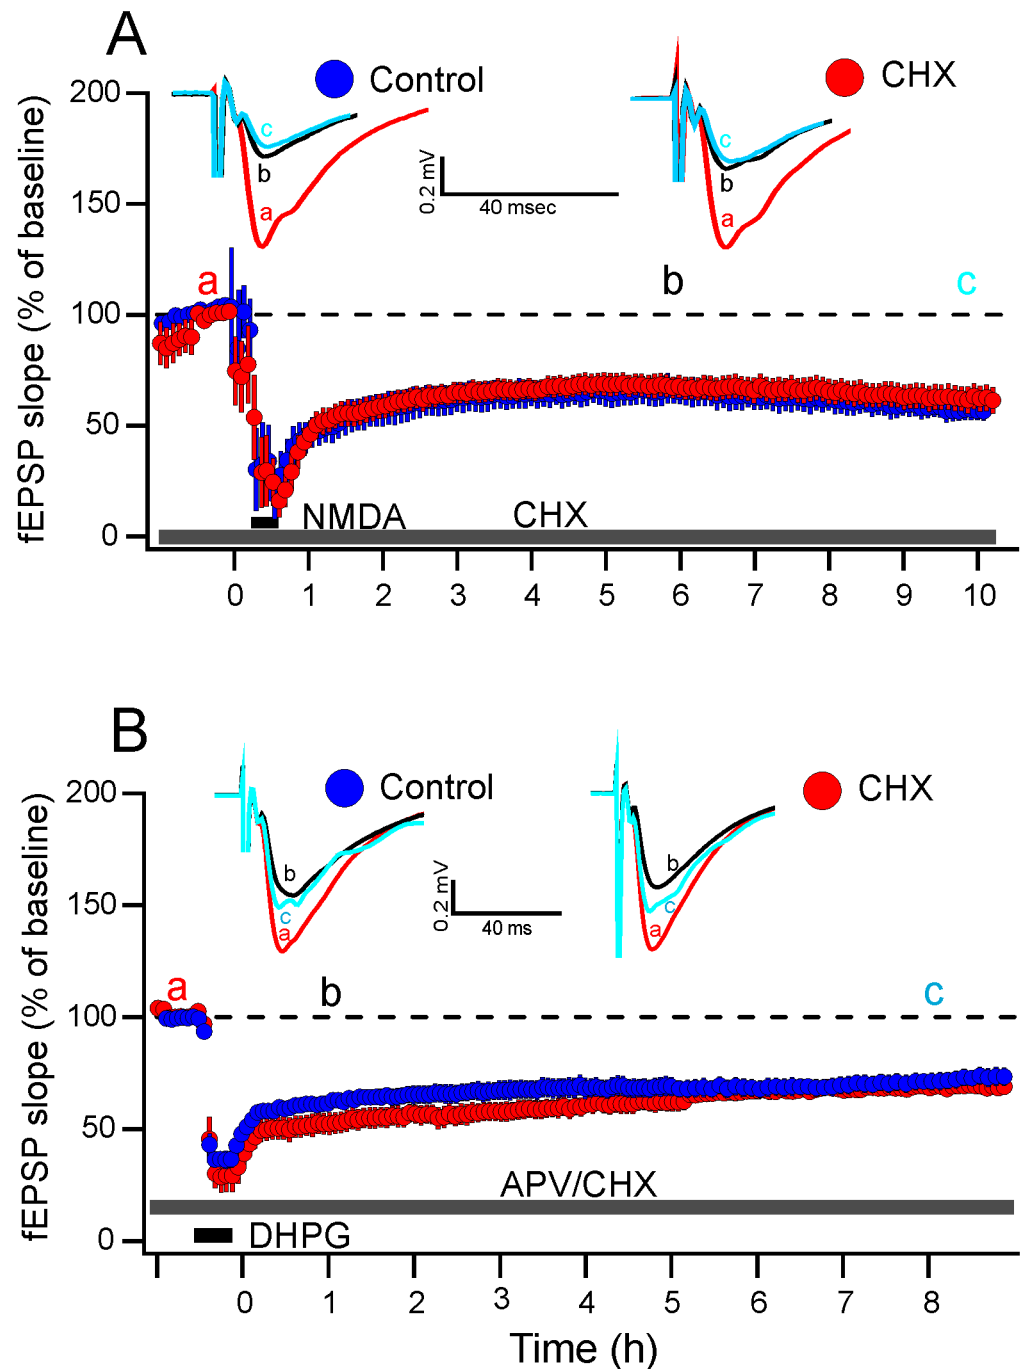 A
Control
CHX
fEPSP slope (% of baseline)
200
150
100
50
0
c
b
a
0.2 mV
40 msec
c
b
a
a
b
c
NMDA
CHX
0 1 2 3 4 5 6 7 8 9 10
B
Control
CHX
fEPSP slope (% of baseline)
200
150
100
50
0
b
c
a
0.2 mV
40 ms
b
c
a
a
b
c
APV/CHX
DHPG
0 1 2 3 4 5 6 7 8
Time (h)